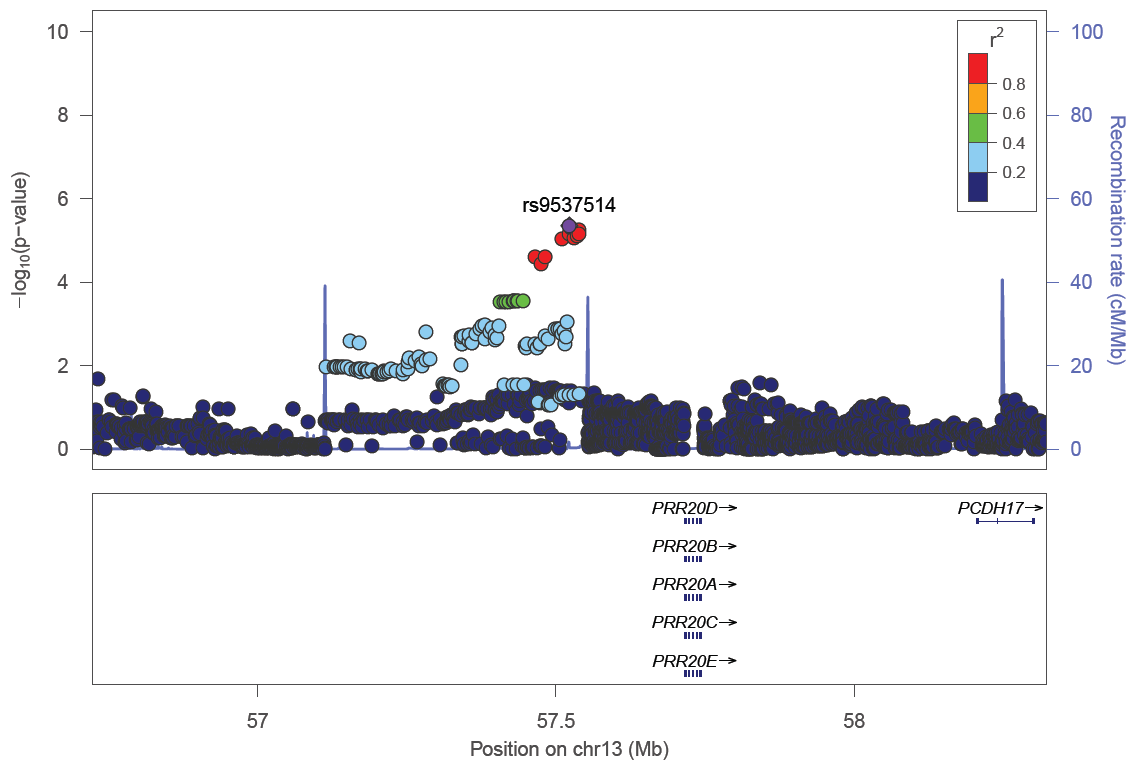 10
8
6
4
2
0
−log10(p−value)
100
80
60
40
20
0
Recombination rate (cM/Mb)
r2
0.8
0.6
0.4
0.2
rs9537514
PRR20D
PRR20B
PRR20A
PRR20C
PRR20E
PCDH17
57
57.5
58
Position on chr13 (Mb)